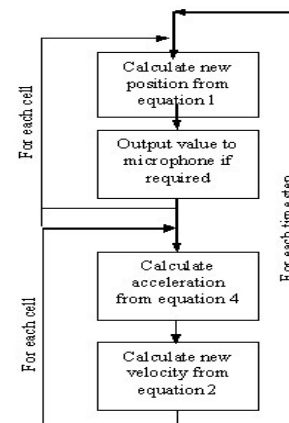 Calculate new
position from
equation 1
Output value to
microphone if
required
For each cell
Calculate
acceleration
from equation 4
Calculate new
velocity from
equation 2
For each cell
For each time step